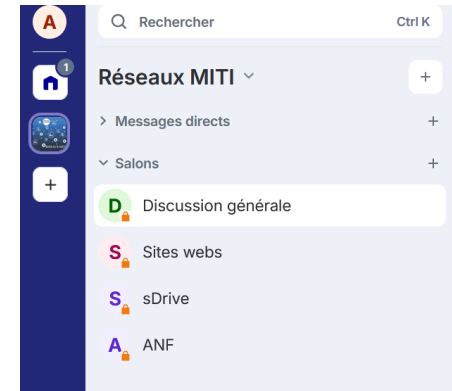 A
Rechercher Ctrl K
1
Réseaux MITI
Messages directs
Salons
D Discussion générale
S Sites webs
S sDrive
A ANF